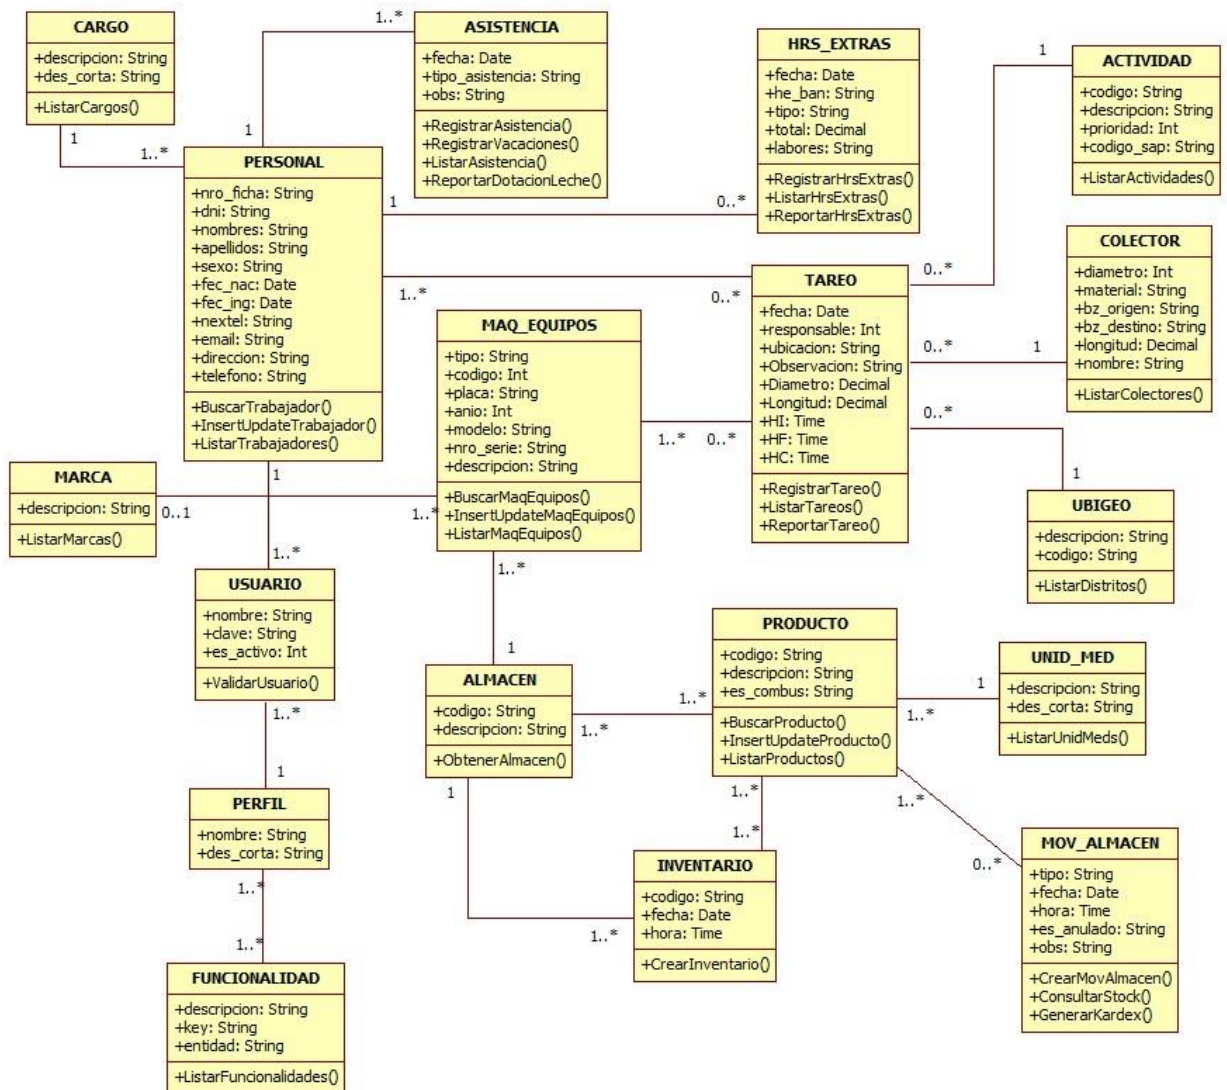 CARGO
+descripcion: String
+des_corta: String
+ListarCargos()
1
1..*
1..*
1
ASISTENCIA
+fecha: Date
+tipo_asistencia: String
+obs: String
+RegistrarAsistencia()
+RegistrarVacaciones()
+ListarAsistencia()
+ReportarDotacionLeche()
HRS_EXTRAS
+fecha: Date
+he_ban: String
+tipo: String
+total: Decimal
+labores: String
+RegistrarHrsExtras()
+ListarHrsExtras()
+ReportarHrsExtras()
1
ACTIVIDAD
+codigo: String
+descripcion: String
+prioridad: Int
+codigo_sap: String
+ListarActividades()
PERSONAL
+nro_ficha: String
+dni: String
+nombres: String
+apellidos: String
+sexo: String
+fec_nac: Date
+fec_ing: Date
+nextel: String
+email: String
+direccion: String
+telefono: String
+BuscarTrabajador()
+InsertUpdateTrabajador()
+ListarTrabajadores()
1
0..*
1..*
0..*
0..*
COLECTOR
+diametro: Int
+material: String
+bz_origen: String
+bz_destino: String
+longitud: Decimal
+nombre: String
+ListarColectores()
TAREO
+fecha: Date
+responsable: Int
+ubicacion: String
+Observacion: String
+Diametro: Decimal
+Longitud: Decimal
+HI: Time
+HF: Time
+HC: Time
+RegistrarTareo()
+ListarTareos()
+ReportarTareo()
0..*
1
0..*
1
MAQ_EQUIPOS
+tipo: String
+codigo: Int
+placa: String
+anio: Int
+modelo: String
+nro_serie: String
+descripcion: String
+BuscarMaqEquipos()
+InsertUpdateMaqEquipos()
+ListarMaqEquipos()
1..*
0..*
MARCA
+descripcion: String
+ListarMarcas()
0..1
1..*
1
1..*
UBIGEO
+descripcion: String
+codigo: String
+ListarDistritos()
USUARIO
+nombre: String
+clave: String
+es_activo: Int
+ValidarUsuario()
1..*
1
1..*
1
ALMACEN
+codigo: String
+descripcion: String
+ObtenerAlmacen()
1..*
1..*
PRODUCTO
+codigo: String
+descripcion: String
+es_combus: String
+BuscarProducto()
+InsertUpdateProducto()
+ListarProductos()
1
1..*
UNID_MED
+descripcion: String
+des_corta: String
+ListarUnidMeds()
PERFIL
+nombre: String
+des_corta: String
1..*
1..*
1
1..*
1..*
1..*
1..*
0..*
INVENTARIO
+codigo: String
+fecha: Date
+hora: Time
+CrearInventario()
MOV_ALMACEN
+tipo: String
+fecha: Date
+hora: Time
+es_anulado: String
+obs: String
+CrearMovAlmacen()
+ConsultarStock()
+GenerarKardex()
FUNCIONALIDAD
+descripcion: String
+key: String
+entidad: String
+ListarFuncionalidades()